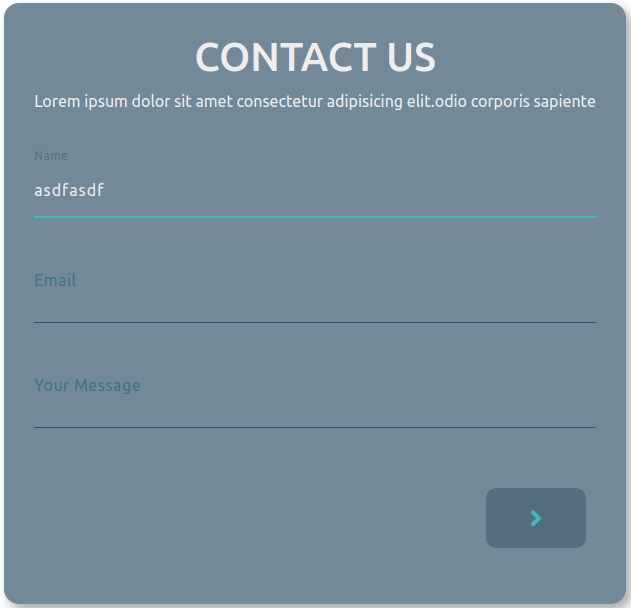 CONTACT US
Lorem ipsum dolor sit amet consectetur adipisicing elit.odio corporis sapiente
Name
asdfasdf
Email
Your Message